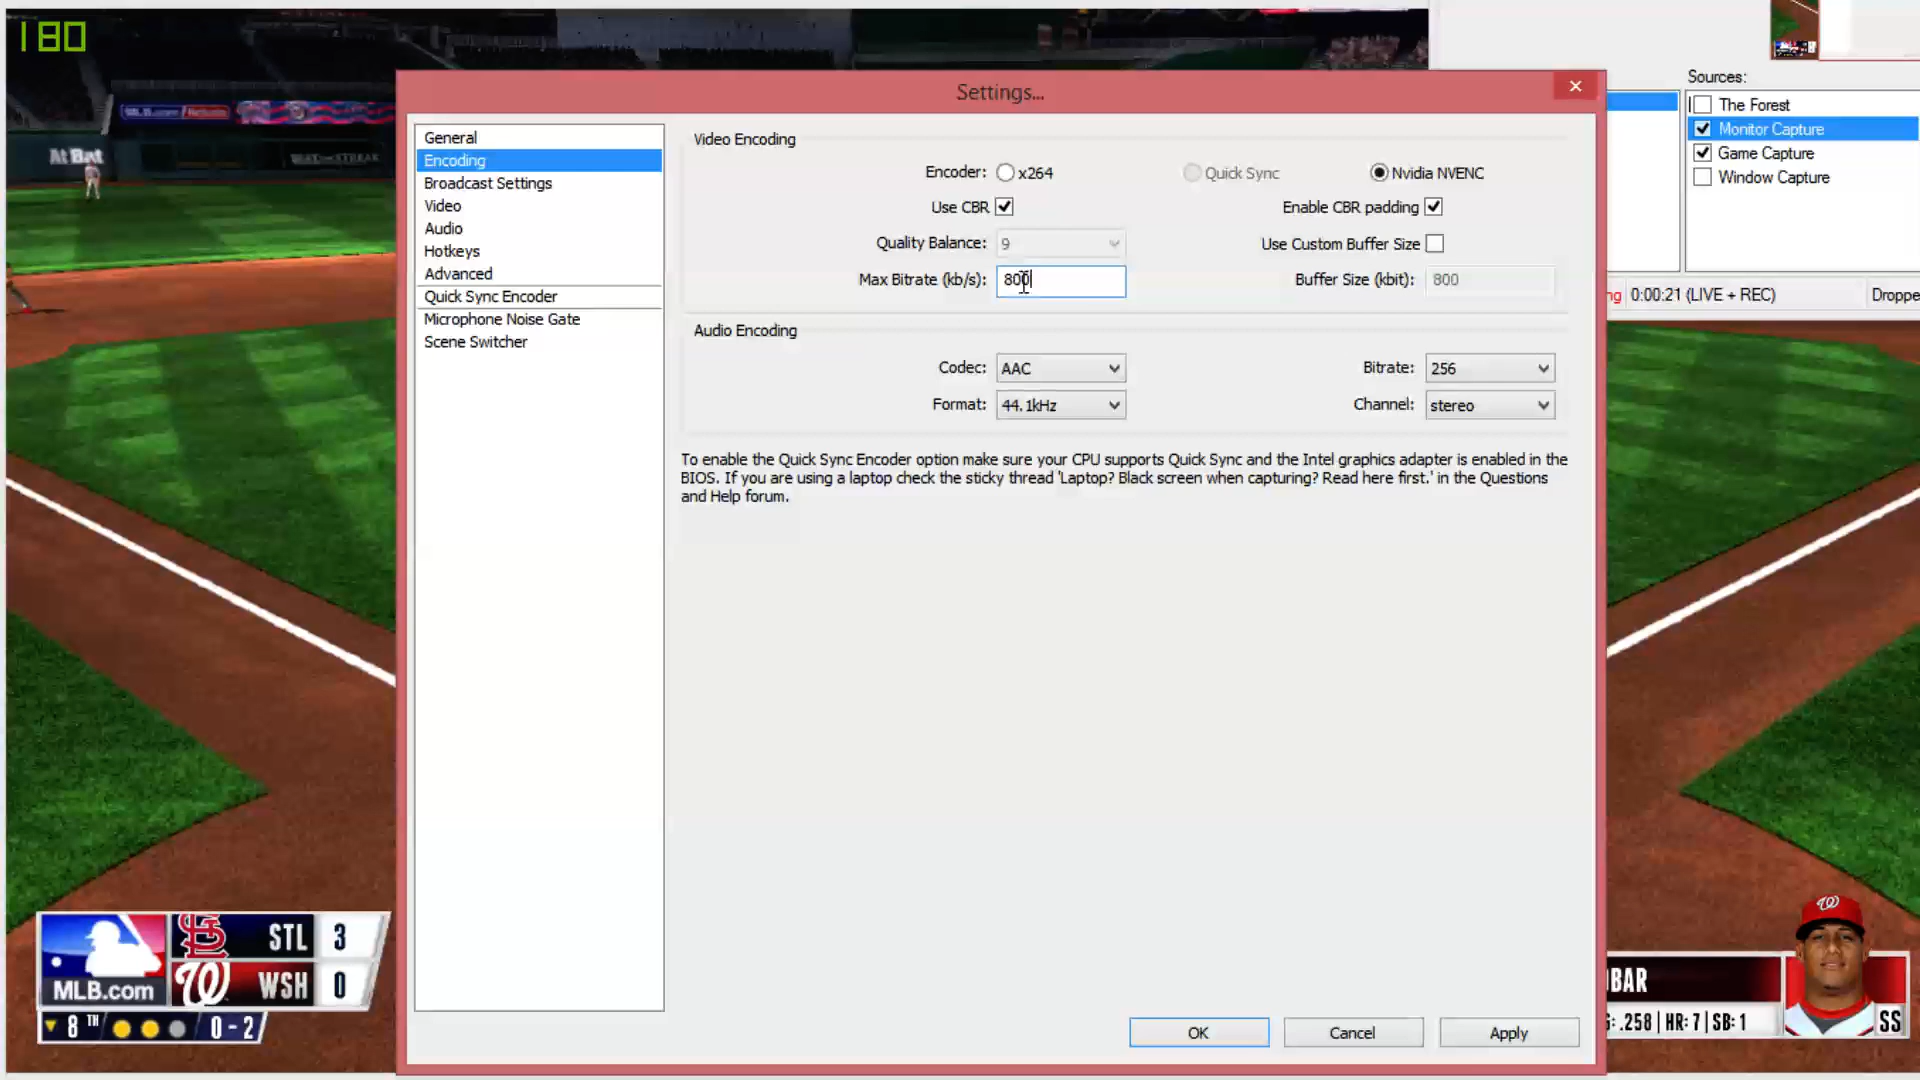 180
At Bat
Settings...
Sources:
The Forest
Monitor Capture
Game Capture
Window Capture
0:00:21 (LIVE + REC)
Droppe
General
Encoding
Broadcast Settings
Video
Audio
Hotkeys
Advanced
Quick Sync Encoder
Microphone Noise Gate
Scene Switcher
Video Encoding
Encoder: x264 Quick Sync Nvidia NVENC
Use CBR Enable CBR padding
Quality Balance: 9 Use Custom Buffer Size
Max Bitrate (kb/s): 800 Buffer Size (kbit): 800
Audio Encoding
Codec: AAC Bitrate: 256
Format: 44.1kHz Channel: stereo
To enable the Quick Sync Encoder option make sure your CPU supports Quick Sync and the Intel graphics adapter is enabled in the
BIOS. If you are using a laptop check the sticky thread 'Laptop? Black screen when capturing? Read here first.' in the Questions
and Help forum.
OK Cancel Apply
STL 3
W WSH 0
MLB.com
8TH 0-2
W
BAR
.258 | HR: 7 | SB: 1
SS